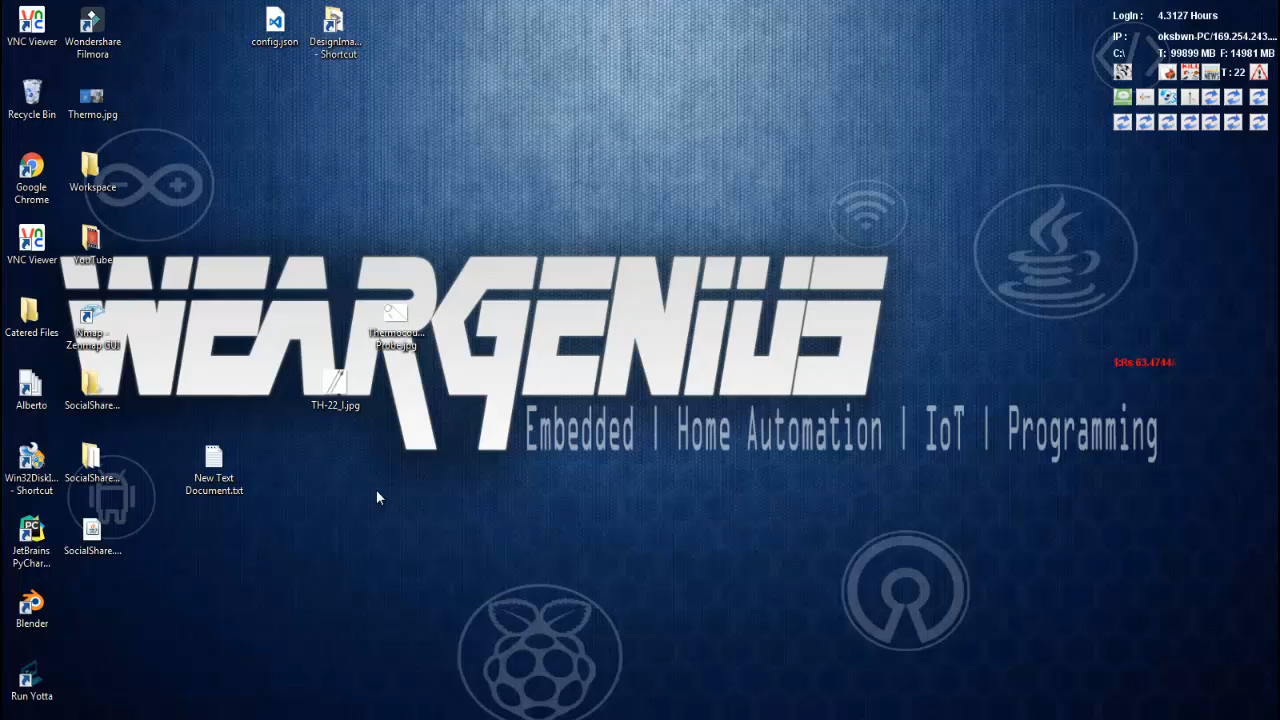 VNC Viewer
Wondershare
Filmora
config.json
DesignIma...
- Shortcut
LogIn : 4.3127 Hours
IP : oksbwn-PC/169.254.243....
C:\ T: 99899 MB F: 14981 MB
T : 22
Recycle Bin
Thermo.jpg
Google
Chrome
Workspace
VNC Viewer
YouTube
WEARGENIUS
Embedded | Home Automation | IoT | Programming
Catered Files
Nmap -
Zenmap GUI
Thermocou...
Probe.jpg
$:Rs 63.4744/
Alberto
SocialShare...
TH-22_I.jpg
Win32DiskI...
- Shortcut
SocialShare...
New Text
Document.txt
JetBrains
PyChar...
SocialShare....
Blender
Run Yotta